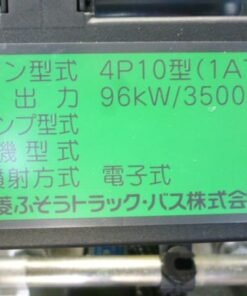 ン型式 4P10型(1AT
出力 96kW/3500
ンプ型式
機型式
噴射方式 電子式
菱ふそうトラック・バス株式会